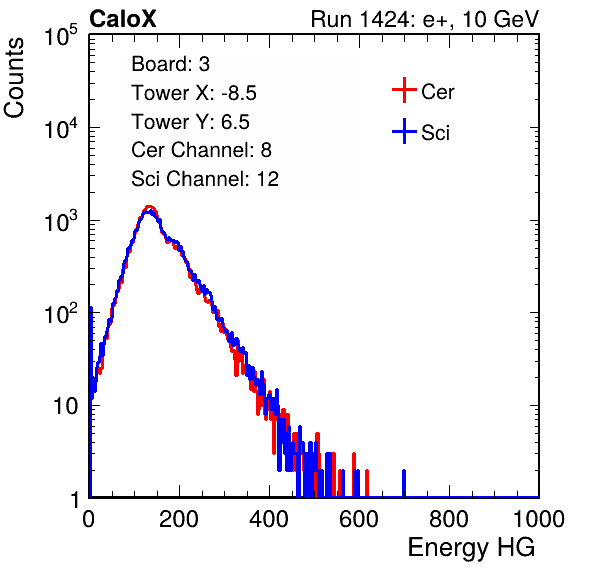 CaloX Run 1424: e+, 10 GeV
Counts
10^5
10^4
10^3
10^2
10
1
Board: 3
Tower X: -8.5
Tower Y: 6.5
Cer Channel: 8
Sci Channel: 12
Cer
Sci
0 200 400 600 800 1000
Energy HG